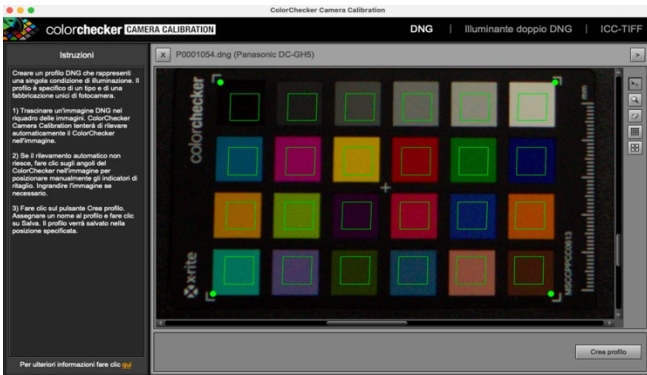 ColorChecker Camera Calibration
colorchecker CAMERA CALIBRATION
DNG | Illuminante doppio DNG | ICC-TIFF
Istruzioni
X P0001054.dng (Panasonic DC-GH5) >
Creare un profilo DNG che rappresenti
una singola condizione di illuminazione. Il
profilo è specifico di un tipo e di una
fabbricazione unici di fotocamera.
1) Trascinare un'immagine DNG nel
riquadro delle immagini. ColorChecker
Camera Calibration tenterà di rilevare
automaticamente il ColorChecker
nell'immagine.
2) Se il rilevamento automatico non
riesce, fare clic sugli angoli del
ColorChecker nell'immagine per
posizionare manualmente gli indicatori di
ritaglio. Ingrandire l'immagine se
necessario.
3) Fare clic sul pulsante Crea profilo.
Assegnare un nome al profilo e fare clic
su Salva. Il profilo verrà salvato nella
posizione specificata.
Per ulteriori informazioni fare clic qui
colorchecker
x-rite
mm
MSCCPPCC0613
Crea profilo